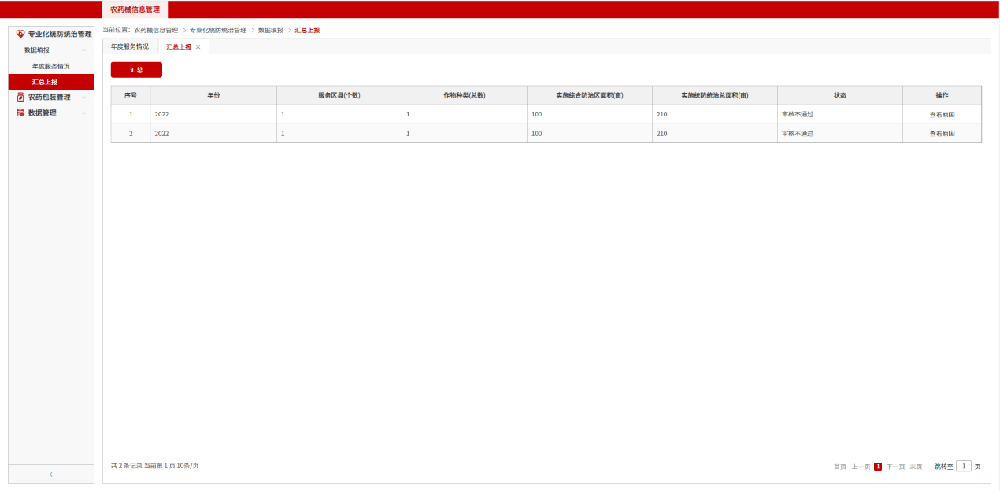 农药械信息管理
专业化统防统治管理
数据填报
年度服务情况
汇总上报
农药包装管理
数据管理
当前位置： 农药械信息管理 > 专业化统防统治管理 > 数据填报 > 汇总上报
年度服务情况 汇总上报 ×
汇总
序号 年份 服务区县(个数) 作物种类(总数) 实施综合防治区面积(亩) 实施统防统治总面积(亩) 状态 操作
1 2022 1 1 100 210 审核不通过 查看原因
2 2022 1 1 100 210 审核不通过 查看原因
共 2 条记录 当前第 1 页 10条/页 首页 上一页 1 下一页 末页 跳转至 1 页